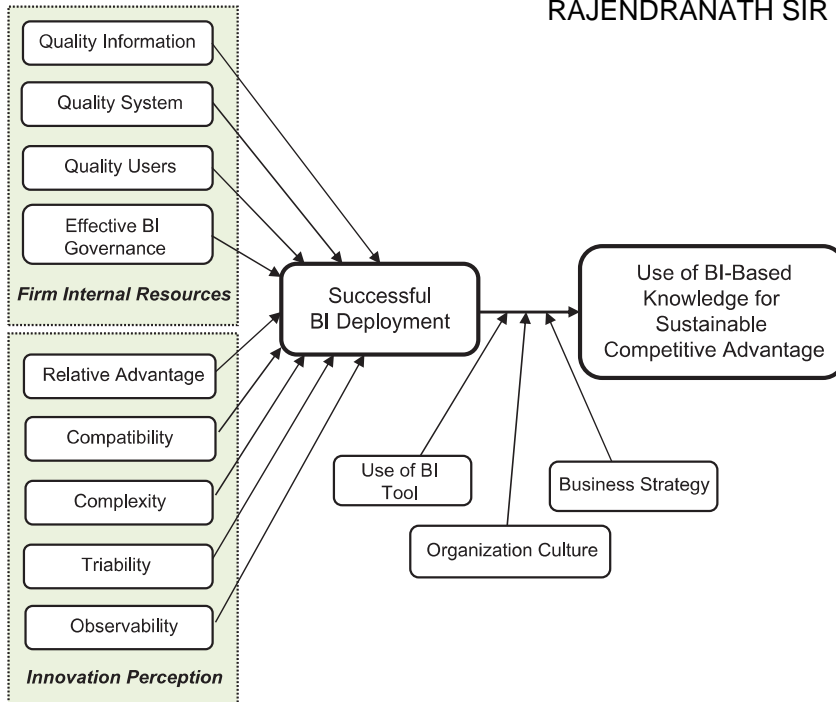 RAJENDRANATH SIR
Quality Information
Quality System
Quality Users
Effective BI
Governance
Firm Internal Resources
Relative Advantage
Compatibility
Complexity
Triability
Observability
Innovation Perception
Successful
BI Deployment
Use of BI-Based
Knowledge for
Sustainable
Competitive Advantage
Use of BI
Tool
Organization Culture
Business Strategy